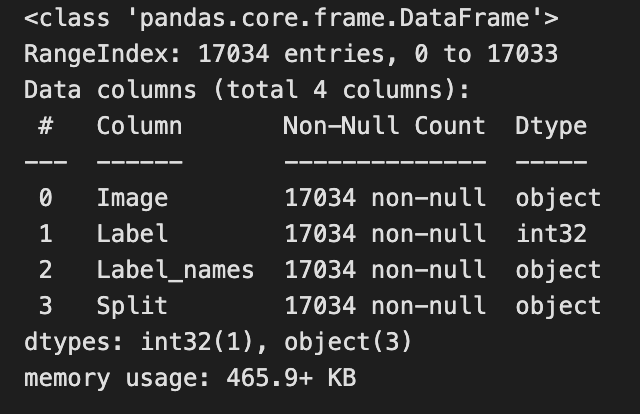 <class 'pandas.core.frame.DataFrame'>
RangeIndex: 17034 entries, 0 to 17033
Data columns (total 4 columns):
 #   Column       Non-Null Count  Dtype
---  ------       --------------  -----
 0   Image        17034 non-null  object
 1   Label        17034 non-null  int32
 2   Label_names  17034 non-null  object
 3   Split        17034 non-null  object
dtypes: int32(1), object(3)
memory usage: 465.9+ KB